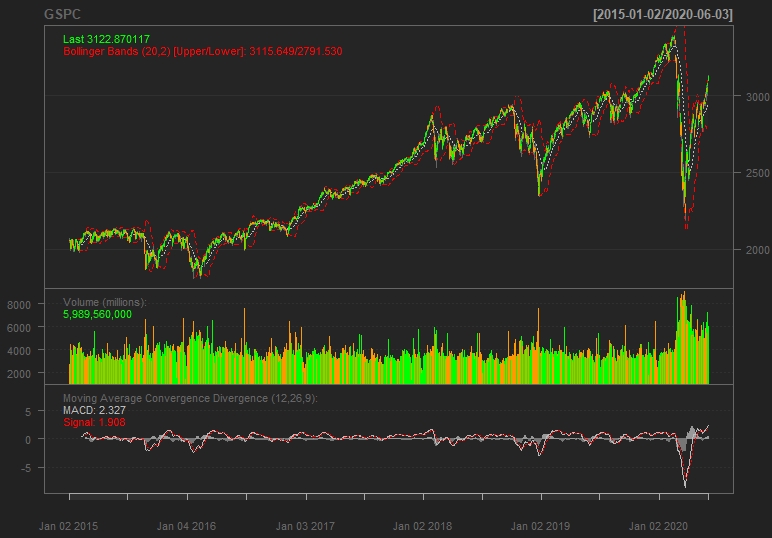 GSPC [2015-01-02/2020-06-03]
Last 3122.870117
Bollinger Bands (20,2) [Upper/Lower]: 3115.649/2791.530
3000
2500
2000
Volume (millions):
5,989,560,000
8000
6000
4000
2000
Moving Average Convergence Divergence (12,26,9):
MACD: 2.327
Signal: 1.908
5
0
-5
Jan 02 2015 Jan 04 2016 Jan 03 2017 Jan 02 2018 Jan 02 2019 Jan 02 2020